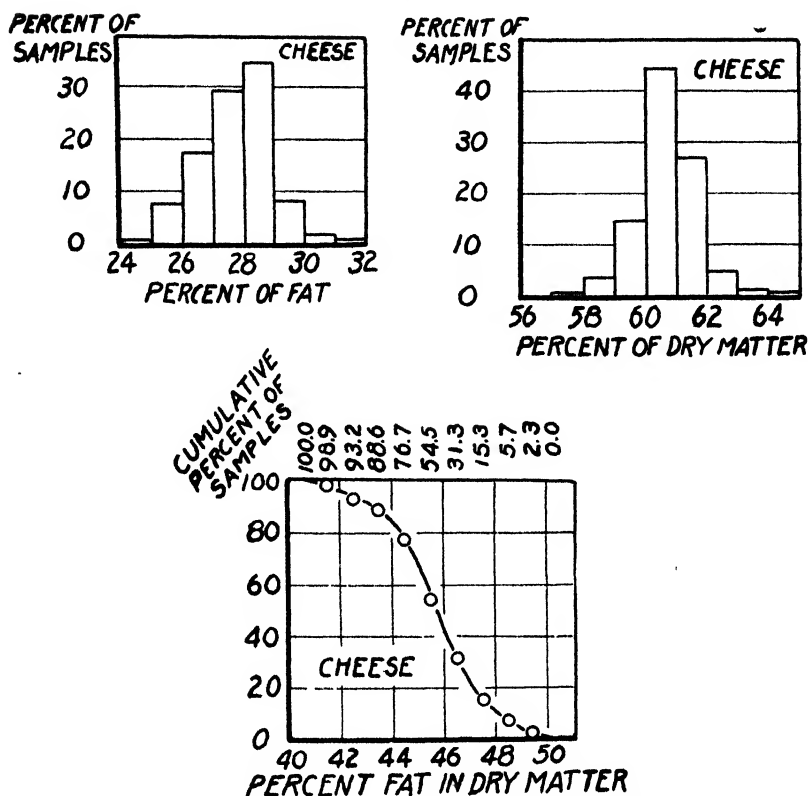 PERCENT OF
SAMPLES
CHEESE
30
20
10
0
24 26 28 30 32
PERCENT OF FAT
PERCENT OF
SAMPLES
CHEESE
40
30
20
10
0
56 58 60 62 64
PERCENT OF DRY MATTER
CUMULATIVE
PERCENT OF
SAMPLES
100.0
98.9
93.2
88.6
76.7
54.5
31.3
15.3
5.7
2.3
0.0
100
80
60
40
20
0
CHEESE
40 42 44 46 48 50
PERCENT FAT IN DRY MATTER